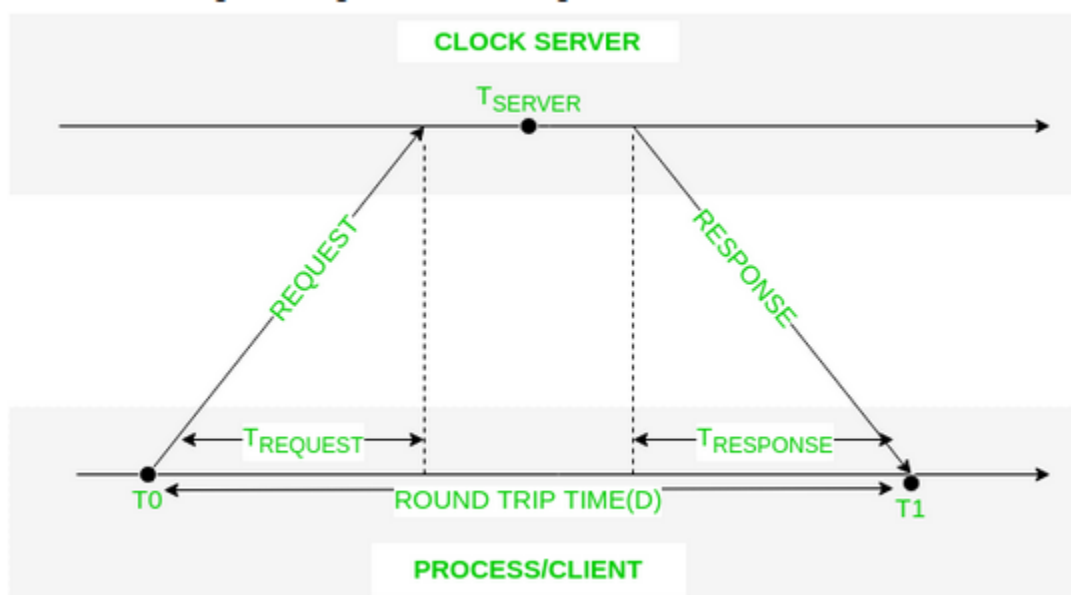 CLOCK SERVER
TSERVER
REQUEST
RESPONSE
TREQUEST
TRESPONSE
T0
ROUND TRIP TIME(D)
T1
PROCESS/CLIENT